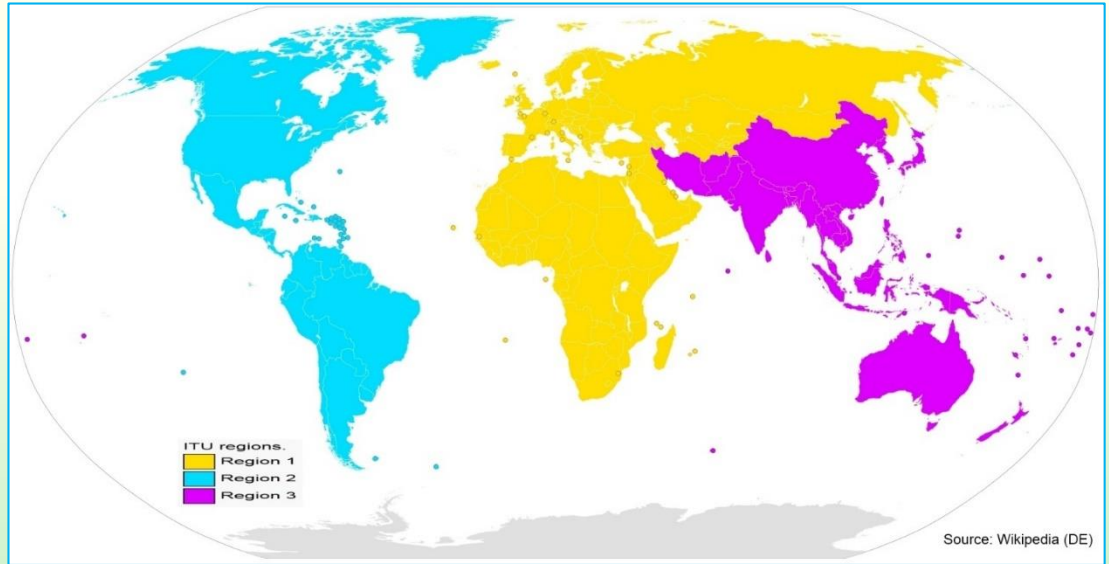 ITU regions.
Region 1
Region 2
Region 3
Source: Wikipedia (DE)